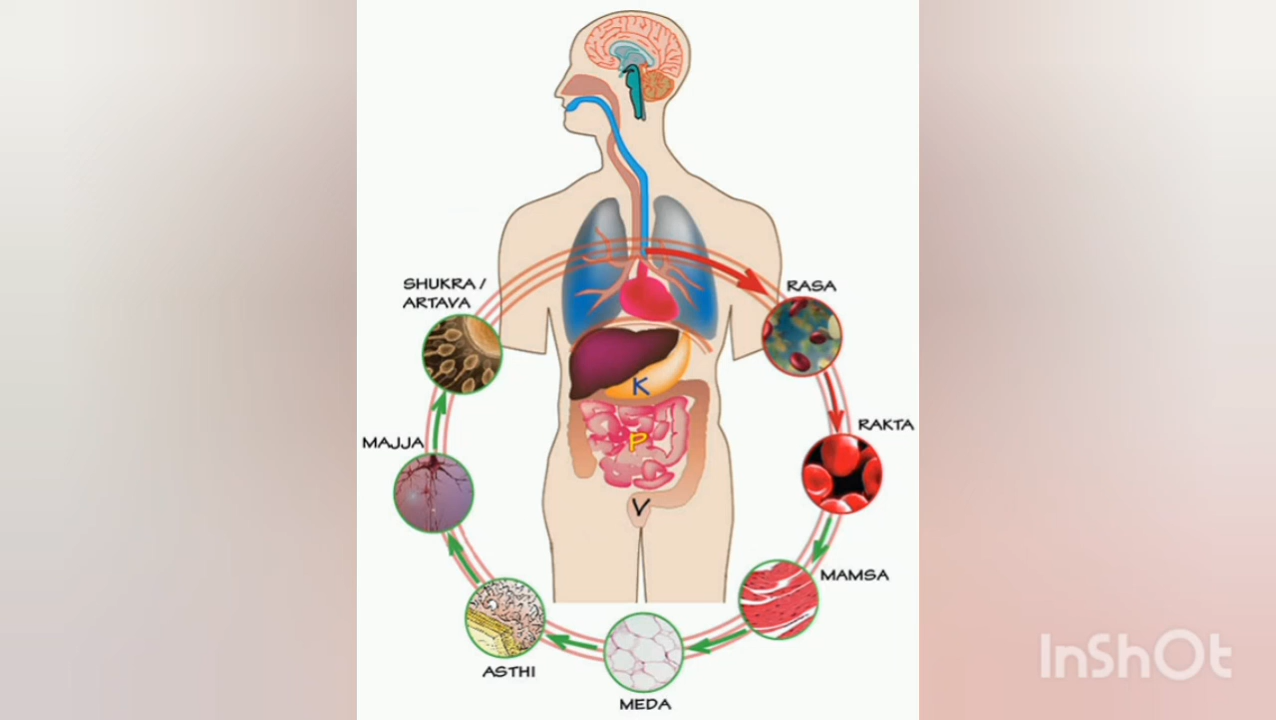 SHUKRA /
ARTAVA
RASA
K
RAKTA
MAJJA
P
V
MAMSA
ASTHI
MEDA
InShOt